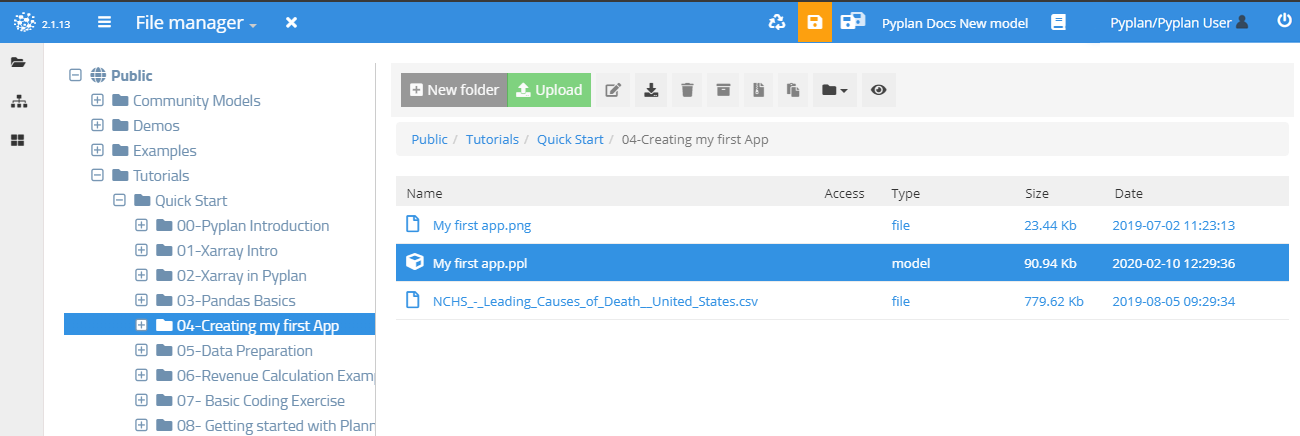 2.1.13 File manager Pyplan Docs New model Pyplan/Pyplan User
Public
Community Models
Demos
Examples
Tutorials
Quick Start
00-Pyplan Introduction
01-Xarray Intro
02-Xarray in Pyplan
03-Pandas Basics
04-Creating my first App
05-Data Preparation
06-Revenue Calculation Examp
07- Basic Coding Exercise
08- Getting started with Plann
New folder Upload
Public / Tutorials / Quick Start / 04-Creating my first App
Name Access Type Size Date
My first app.png file 23.44 Kb 2019-07-02 11:23:13
My first app.ppl model 90.94 Kb 2020-02-10 12:29:36
NCHS_-_Leading_Causes_of_Death__United_States.csv file 779.62 Kb 2019-08-05 09:29:34